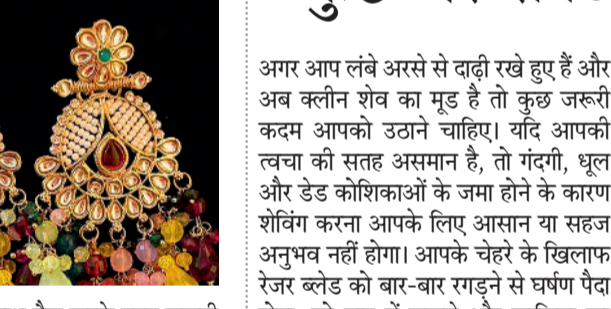 अगर आप लंबे अरसे से दाढ़ी रखे हुए हैं और
अब क्लीन शेव का मूड है तो कुछ जरूरी
कदम आपको उठाने चाहिए। यदि आपकी
त्वचा की सतह असमान है, तो गंदगी, धूल
और डेड कोशिकाओं के जमा होने के कारण
शेविंग करना आपके लिए आसान या सहज
अनुभव नहीं होगा। आपके चेहरे के खिलाफ
रेजर ब्लेड को बार-बार रगड़ने से घर्षण पैदा